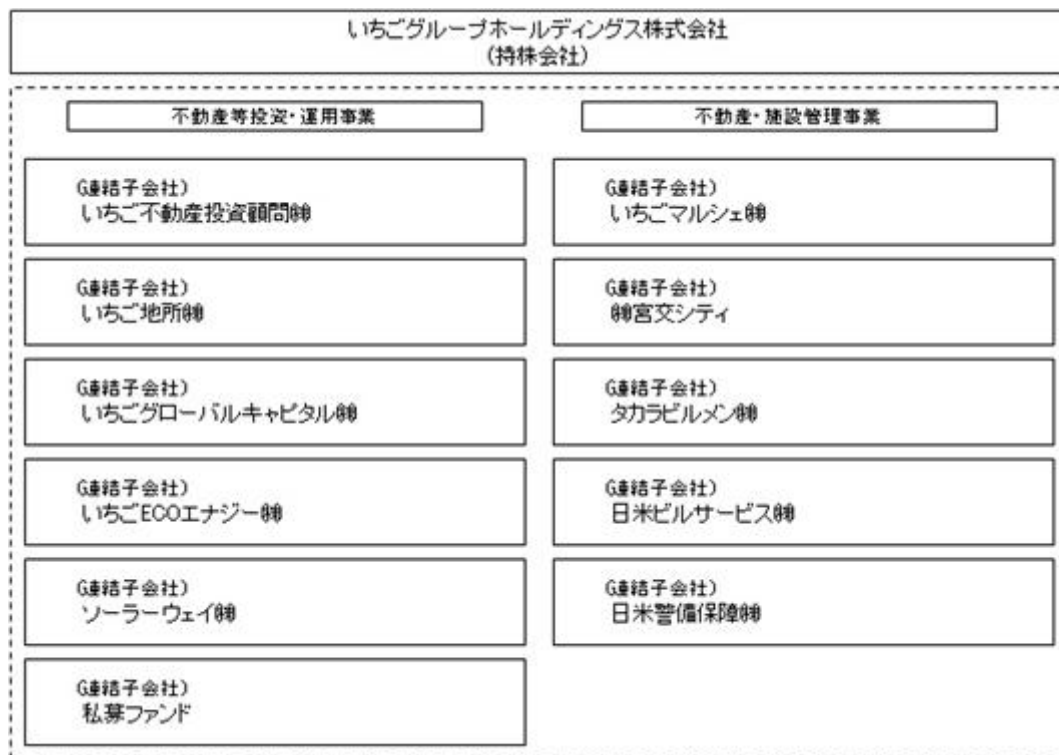 いちごグループホールディングス株式会社
(持株会社)
不動産等投資・運用事業
不動産・施設管理事業
(連結子会社)
いちご不動産投資顧問㈱
(連結子会社)
いちご地所㈱
(連結子会社)
いちごグローバルキャピタル㈱
(連結子会社)
いちごECOエナジー㈱
(連結子会社)
ソーラーウェイ㈱
(連結子会社)
私募ファンド
(連結子会社)
いちごマルシェ㈱
(連結子会社)
㈱宮交シティ
(連結子会社)
タカラビルメン㈱
(連結子会社)
日米ビルサービス㈱
(連結子会社)
日米警備保障㈱